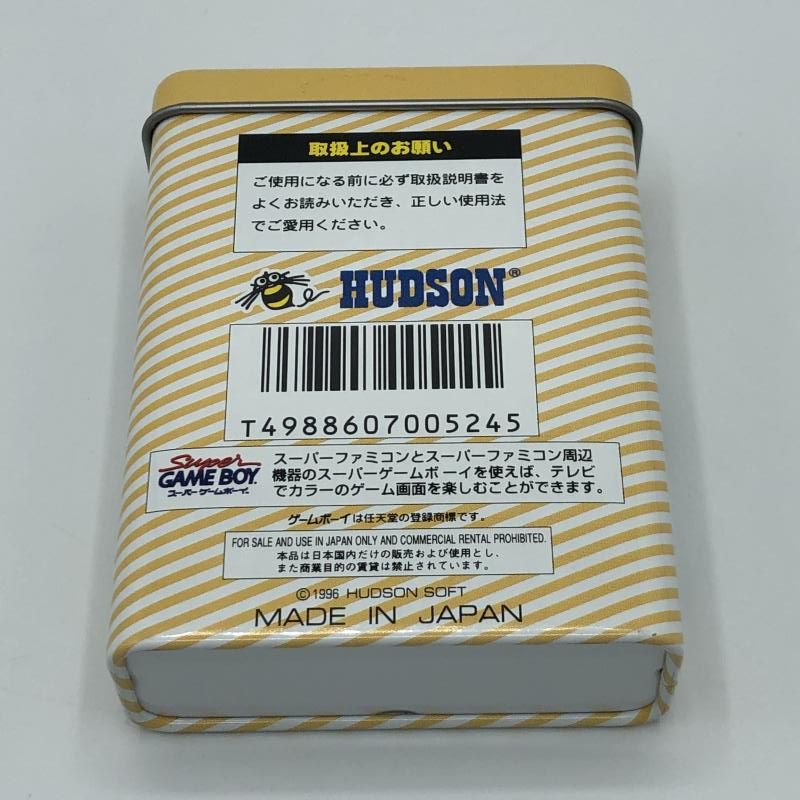 取扱上のお願い
ご使用になる前に必ず取扱説明書を
よくお読みいただき、正しい使用法
でご愛用ください。
HUDSON®
T4988607005245
Super
GAME BOY
スーパーゲームボーイ
スーパーファミコンとスーパーファミコン周辺
機器のスーパーゲームボーイを使えば、テレビ
でカラーのゲーム画面を楽しむことができます。
ゲームボーイは任天堂の登録商標です。
FOR SALE AND USE IN JAPAN ONLY AND COMMERCIAL RENTAL PROHIBITED.
本品は日本国内だけの販売および使用とし、
また商業目的の賃貸は禁止されています。
©1996 HUDSON SOFT
MADE IN JAPAN